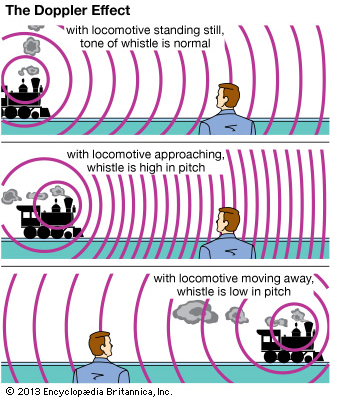 The Doppler Effect
with locomotive standing still,
tone of whistle is normal
with locomotive approaching,
whistle is high in pitch
with locomotive moving away,
whistle is low in pitch
© 2013 Encyclopædia Britannica, Inc.